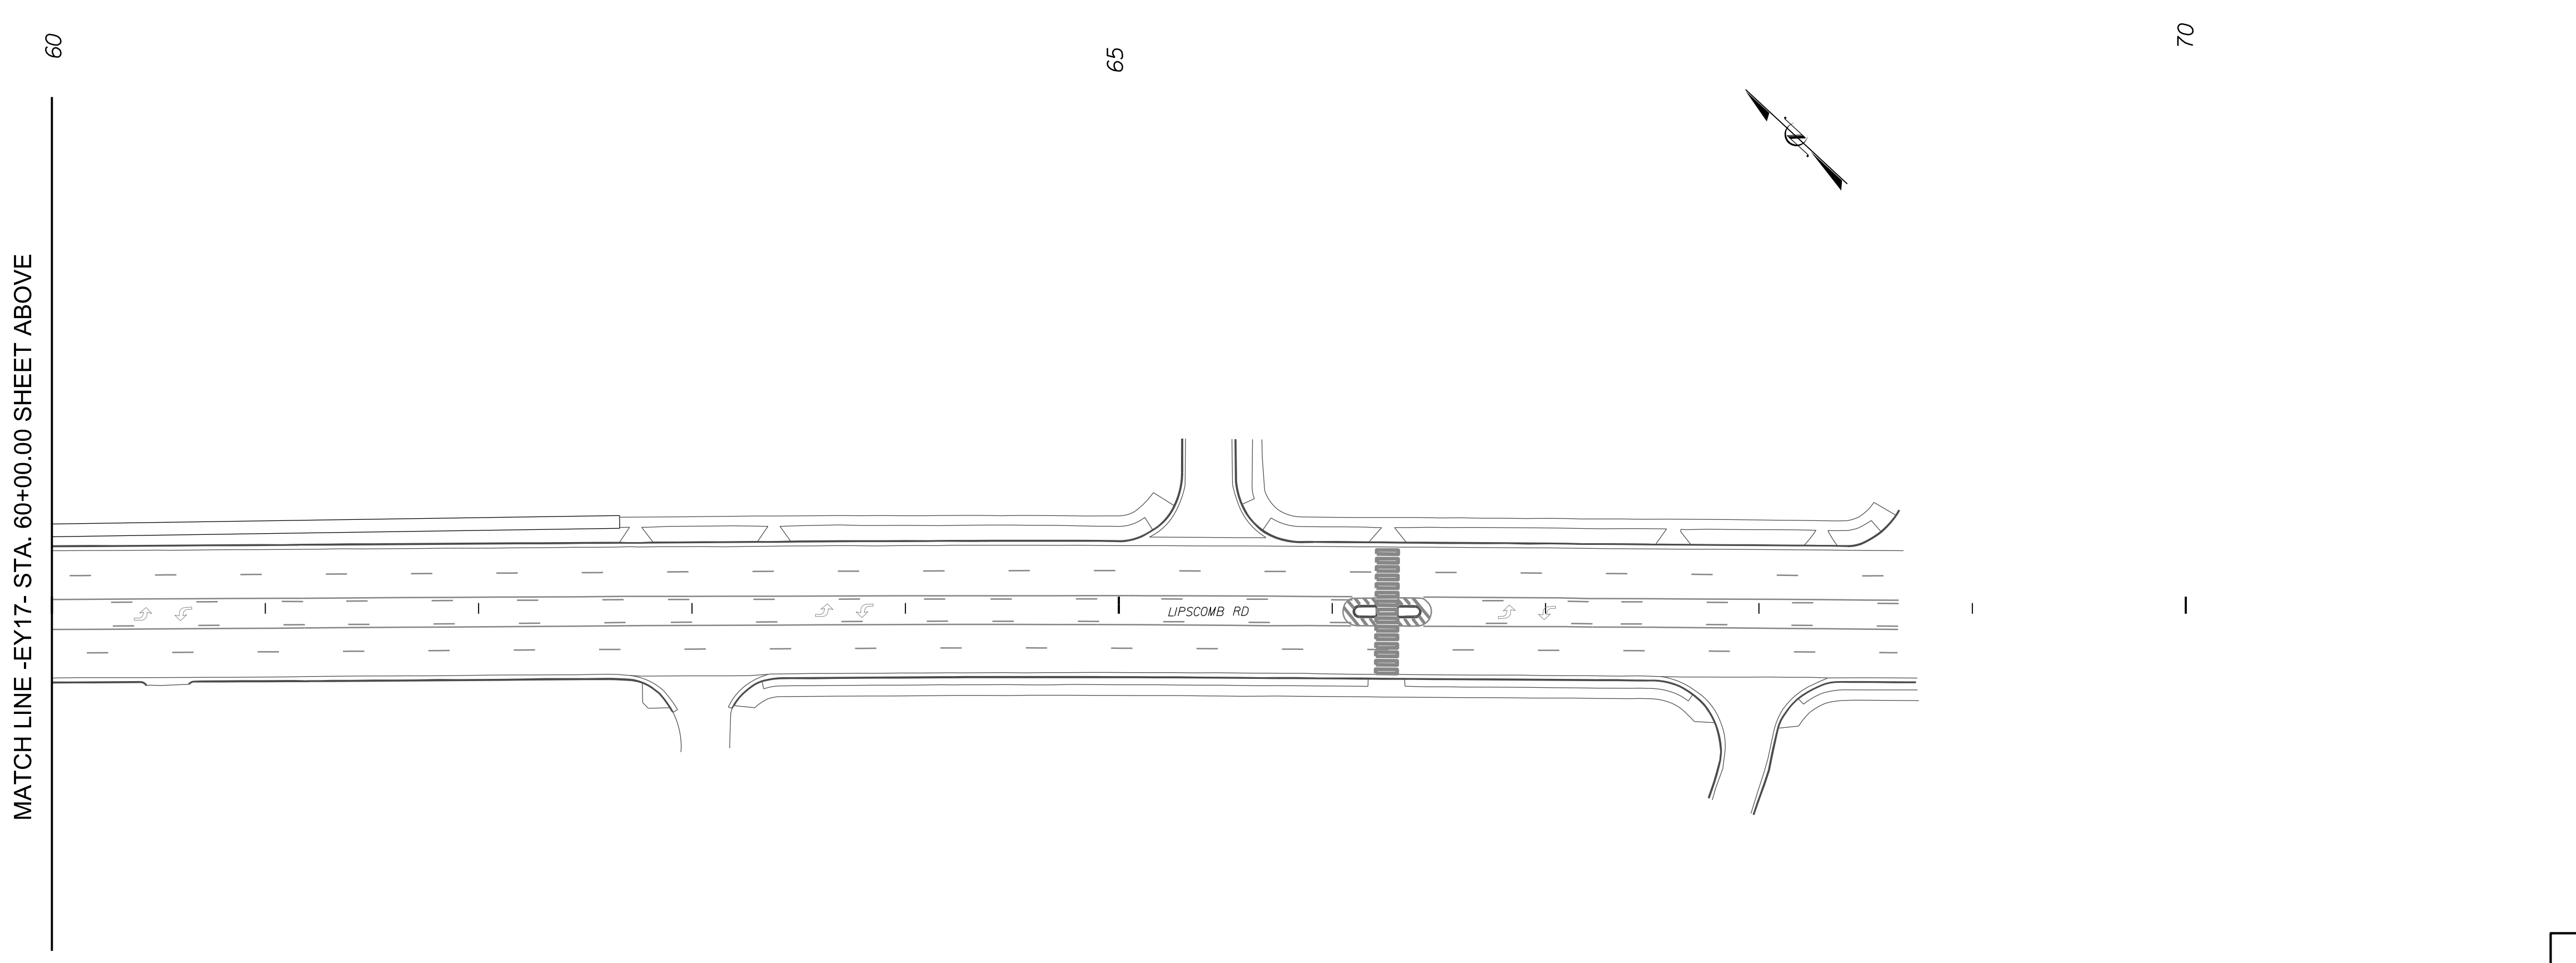 60
65
70
MATCH LINE -EY17- STA. 60+00.00 SHEET ABOVE
N
LIPSCOMB RD